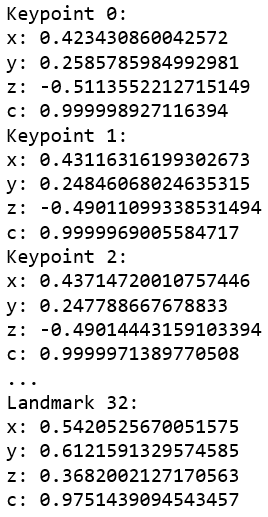 Keypoint 0:
x: 0.423430860042572
y: 0.2585785984992981
z: -0.5113552212715149
c: 0.999998927116394
Keypoint 1:
x: 0.43116316199302673
y: 0.24846068024635315
z: -0.49011099338531494
c: 0.9999969005584717
Keypoint 2:
x: 0.43714720010757446
y: 0.247788667678833
z: -0.49014443159103394
c: 0.9999971389770508
...
Landmark 32:
x: 0.5420525670051575
y: 0.6121591329574585
z: 0.3682002127170563
c: 0.9751439094543457